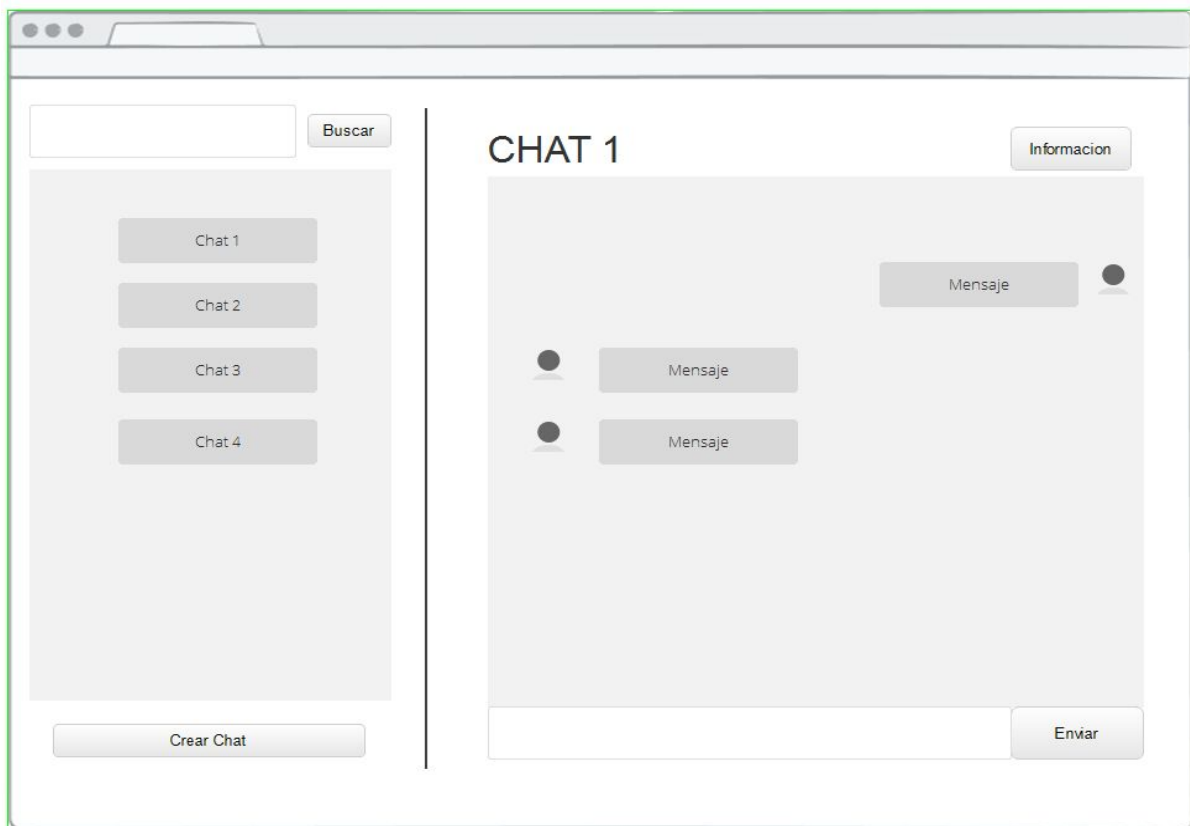 Buscar
Chat 1
Chat 2
Chat 3
Chat 4
Crear Chat
CHAT 1
Informacion
Mensaje
Mensaje
Mensaje
Enviar